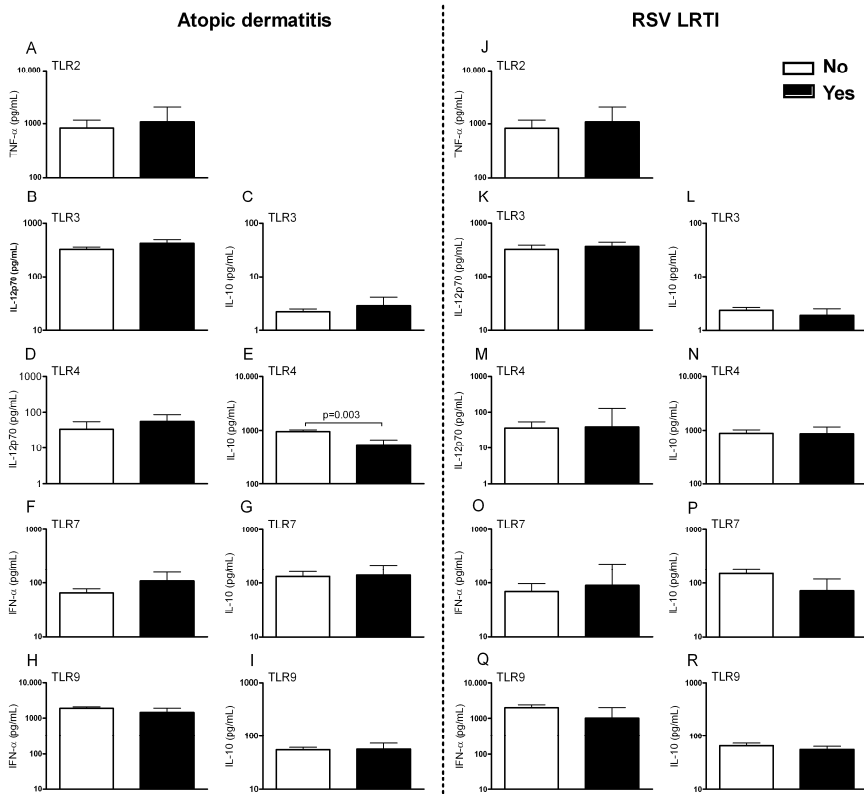 Atopic dermatitis
RSV LRTI
No
Yes
A
TLR2
TNF-α (pg/mL)
10.000
1000
100
B
TLR3
IL-12p70 (pg/mL)
1000
100
10
C
TLR3
IL-10 (pg/mL)
100
10
1
D
TLR4
IL-12p70 (pg/mL)
1000
100
10
1
E
TLR4
IL-10 (pg/mL)
10.000
1000
100
p=0.003
F
TLR7
IFN-α (pg/mL)
1000
100
10
G
TLR7
IL-10 (pg/mL)
1000
100
10
H
TLR9
IFN-α (pg/mL)
10.000
1000
100
10
I
TLR9
IL-10 (pg/mL)
1000
100
10
J
TLR2
TNF-α (pg/mL)
10.000
1000
100
K
TLR3
IL-12p70 (pg/mL)
1000
100
10
L
TLR3
IL-10 (pg/mL)
100
10
1
M
TLR4
IL-12p70 (pg/mL)
1000
100
10
1
N
TLR4
IL-10 (pg/mL)
10.000
1000
100
O
TLR7
IFN-α (pg/mL)
1000
100
10
P
TLR7
IL-10 (pg/mL)
1000
100
10
Q
TLR9
IFN-α (pg/mL)
10.000
1000
100
10
R
TLR9
IL-10 (pg/mL)
1000
100
10